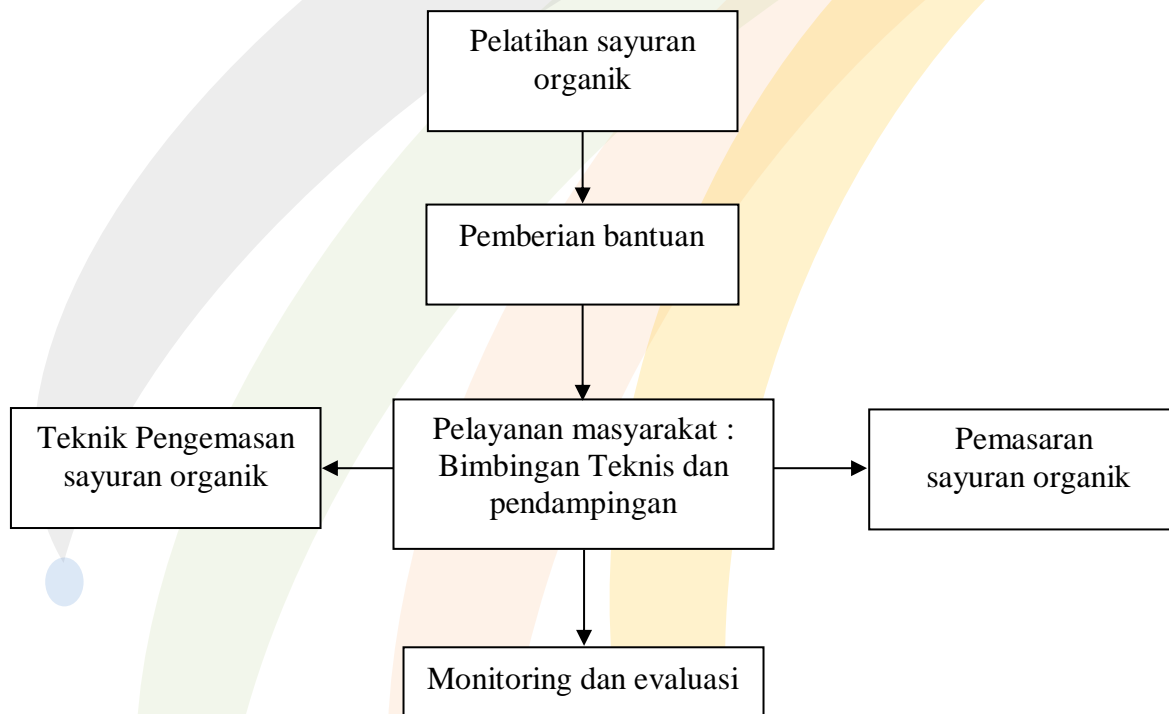 Pelatihan sayuran
organik
Pemberian bantuan
Teknik Pengemasan
sayuran organik
Pelayanan masyarakat :
Bimbingan Teknis dan
pendampingan
Pemasaran
sayuran organik
Monitoring dan evaluasi